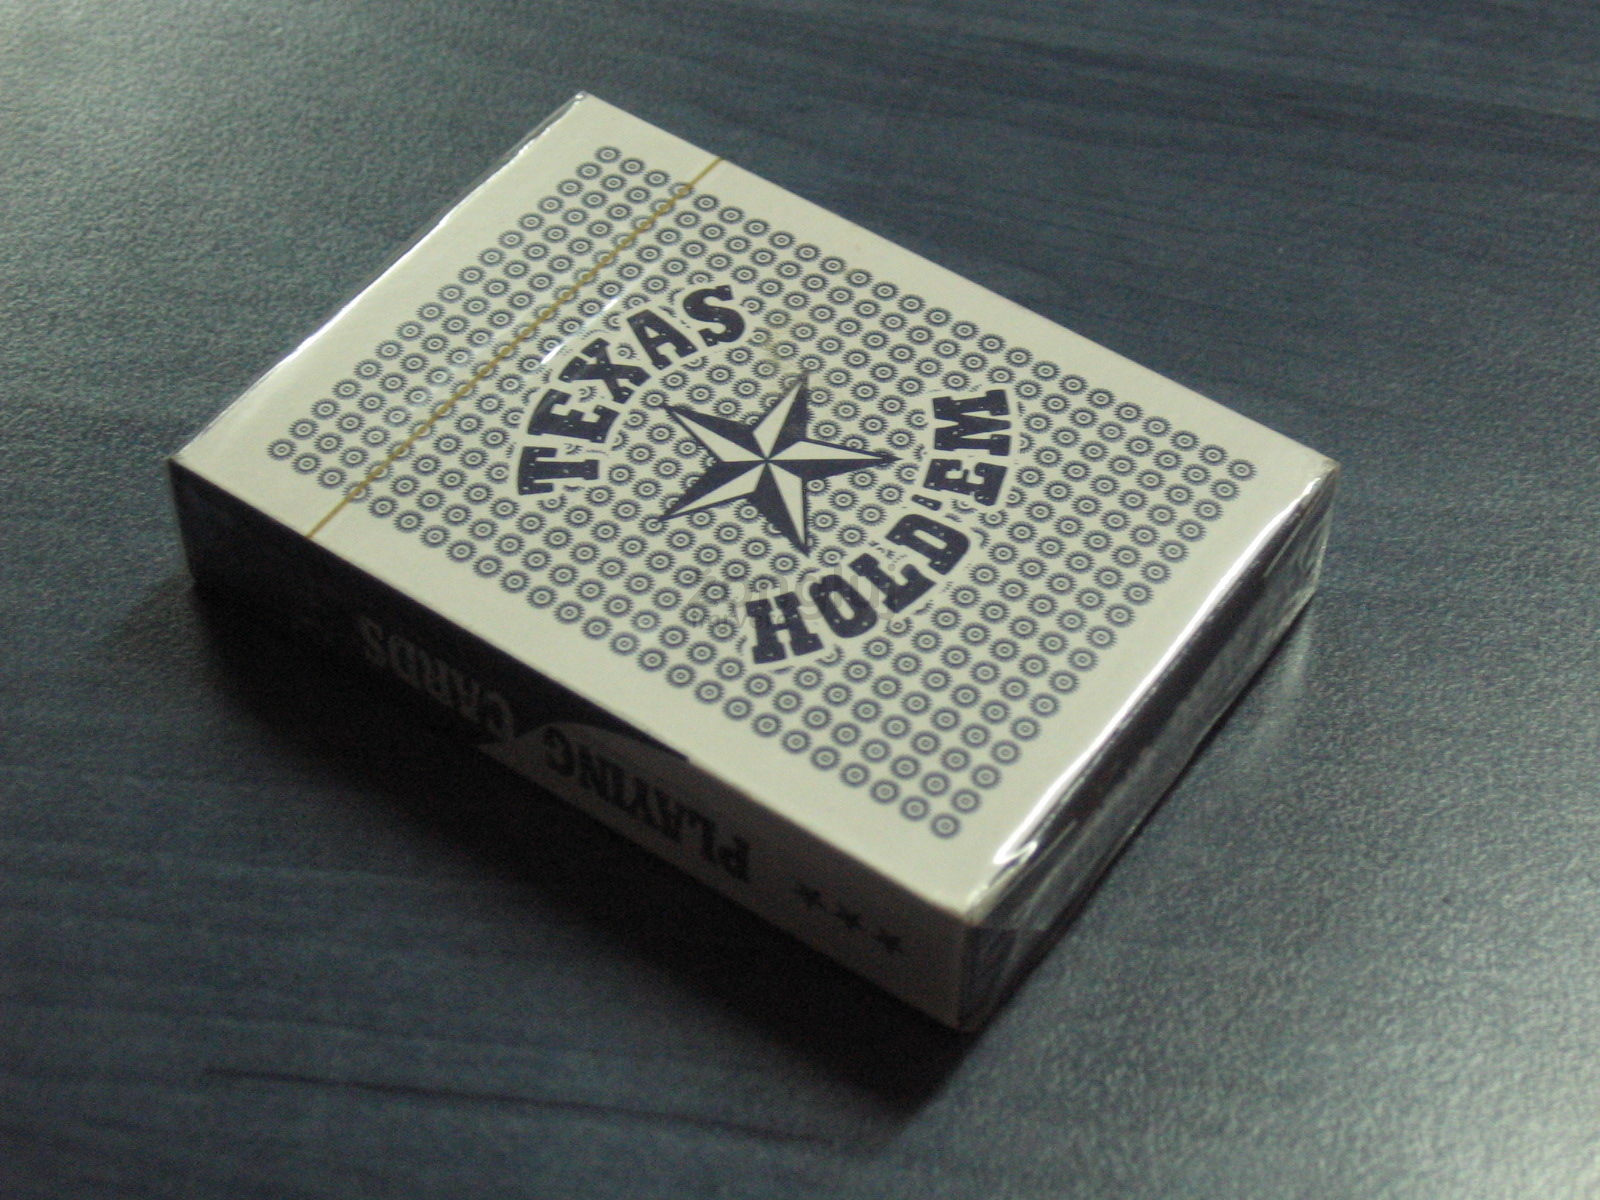 TEXAS
HOLD'EM
PLAYING CARDS